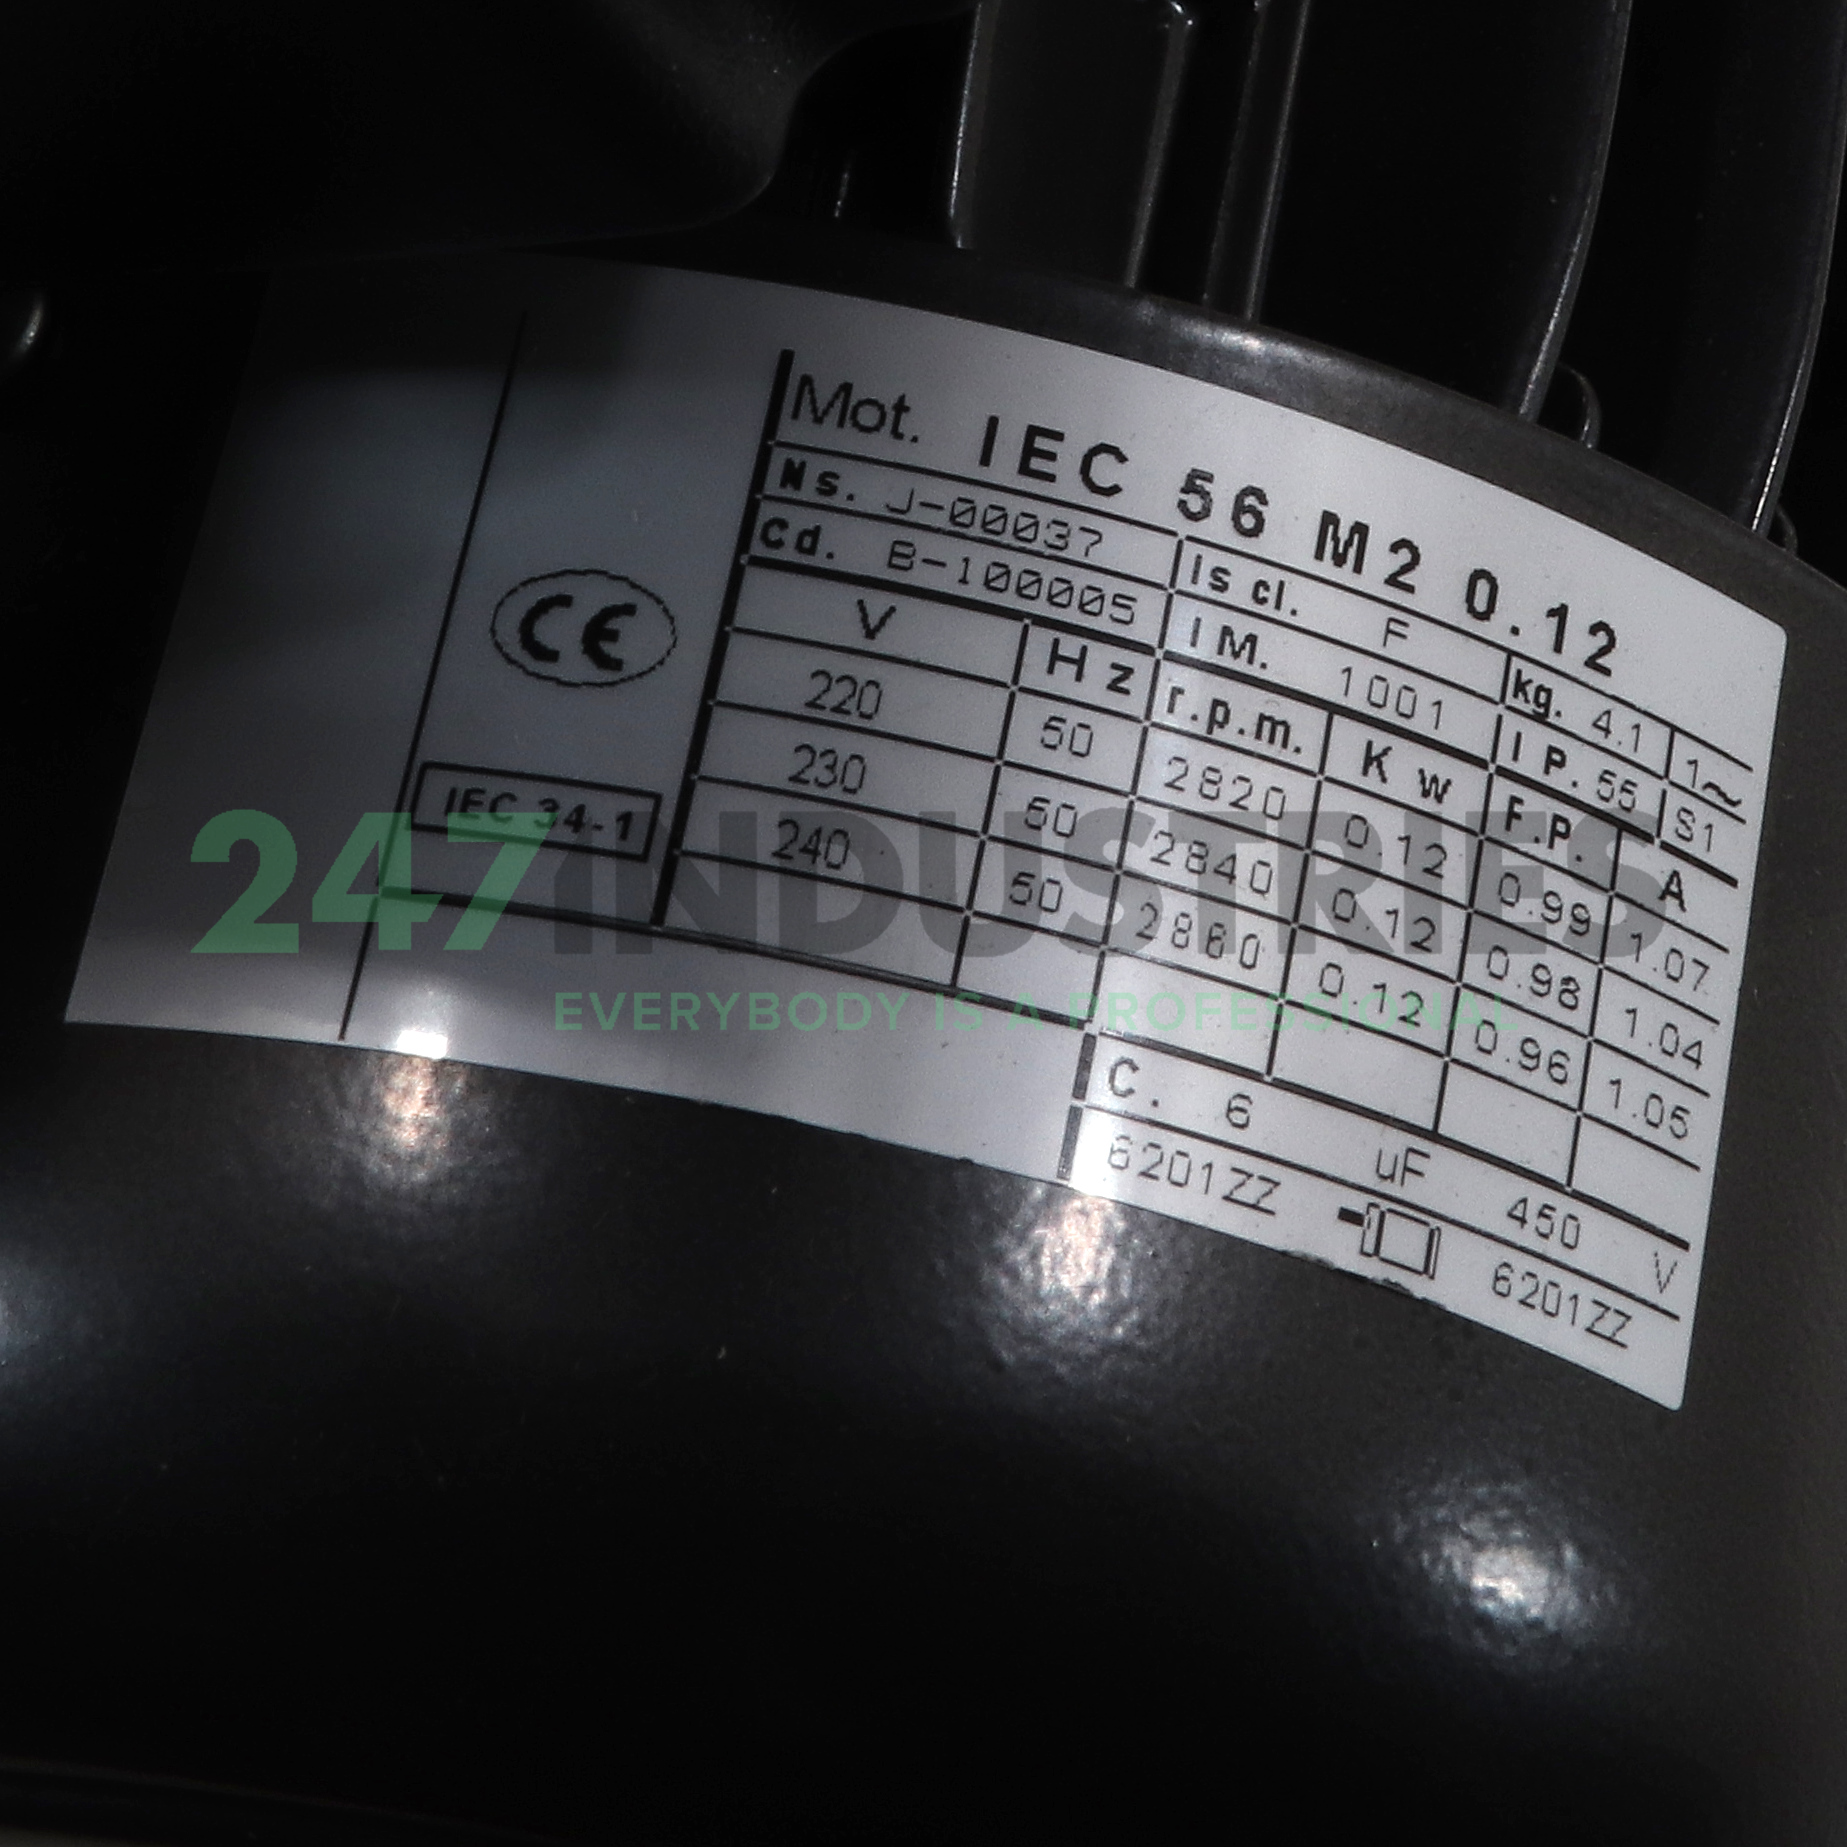 Mot. IEC 56 M2 0.12
Ns. J-00037 Is cl. F kg. 4.1 1~
Cd. B-100005 IM. 1001 IP. 55 S1
V Hz r.p.m. Kw F.P. A
220 50 2820 0.12 0.99 1.07
230 50 2840 0.12 0.98 1.04
240 50 2860 0.12 0.96 1.05
C. 6 uF 450 V
6201ZZ 6201ZZ
CE
IEC 34-1
247INDUSTRIES
EVERYBODY IS A PROFESSIONAL